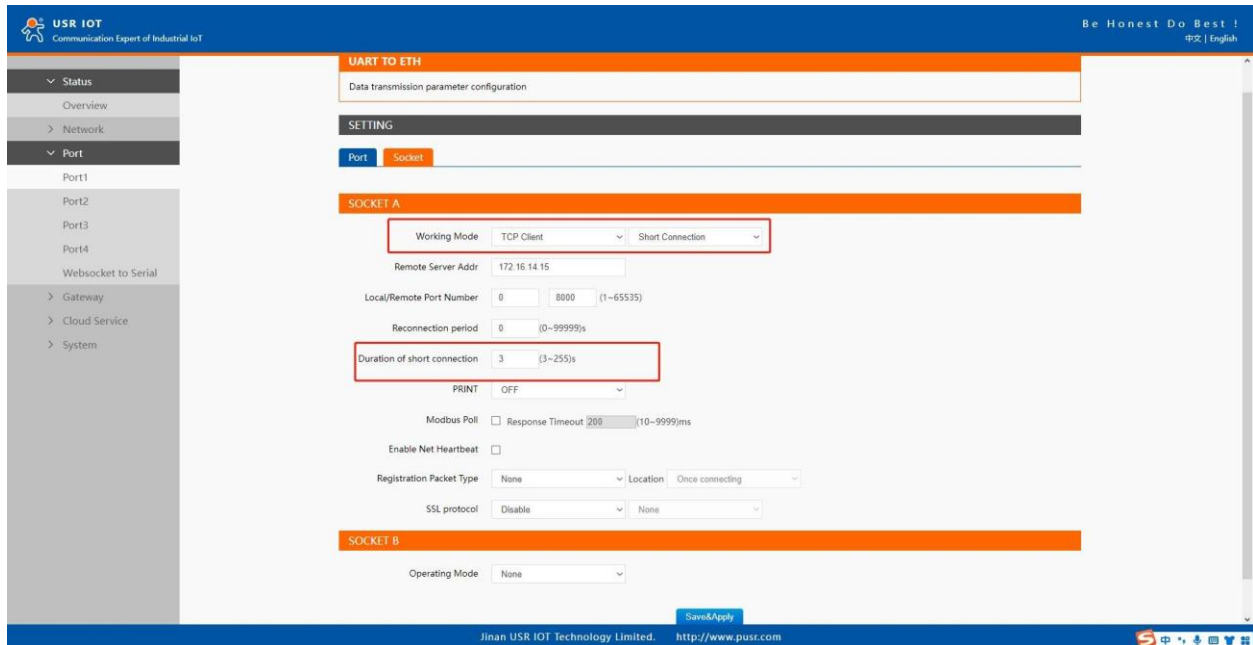 USR IOT
Communication Expert of Industrial IoT
Be Honest Do Best !
中文 | English
Status
Overview
Network
Port
Port1
Port2
Port3
Port4
Websocket to Serial
Gateway
Cloud Service
System
UART TO ETH
Data transmission parameter configuration
SETTING
Port Socket
SOCKET A
Working Mode TCP Client Short Connection
Remote Server Addr 172.16.14.15
Local/Remote Port Number 0 8000 (1~65535)
Reconnection period 0 (0~99999)s
Duration of short connection 3 (3~255)s
PRINT OFF
Modbus Poll Response Timeout 200 (10~9999)ms
Enable Net Heartbeat
Registration Packet Type None Location Once connecting
SSL protocol Disable None
SOCKET B
Operating Mode None
Save&Apply
Jinan USR IOT Technology Limited. http://www.pusr.com
中